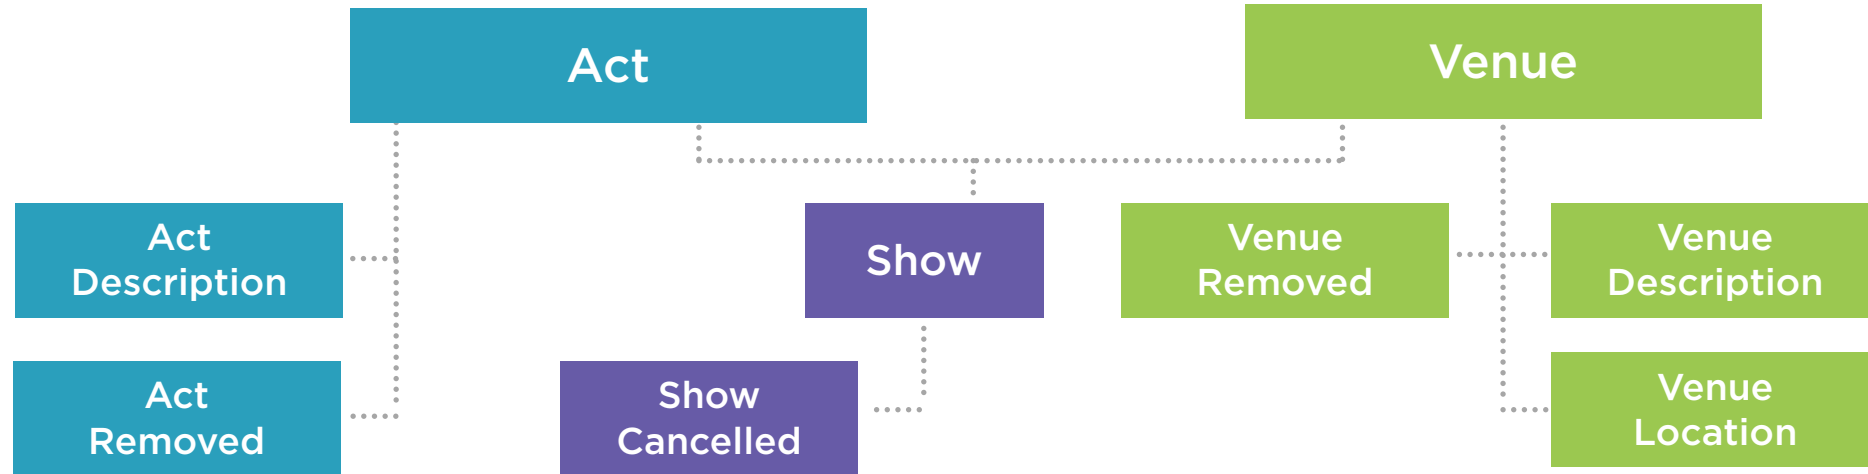 Act
Venue
Act
Description
Show
Venue
Removed
Venue
Description
Act
Removed
Show
Cancelled
Venue
Location